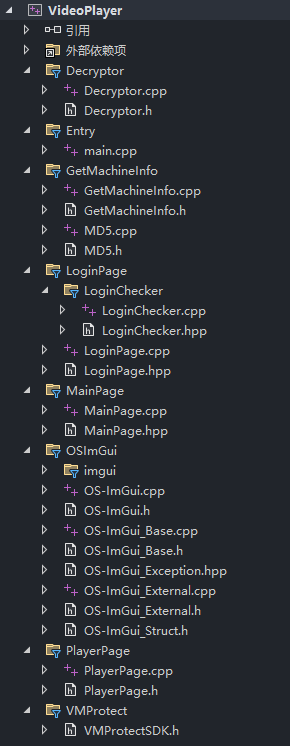 VideoPlayer
引用
外部依赖项
Decryptor
Decryptor.cpp
Decryptor.h
Entry
main.cpp
GetMachineInfo
GetMachineInfo.cpp
GetMachineInfo.h
MD5.cpp
MD5.h
LoginPage
LoginChecker
LoginChecker.cpp
LoginChecker.hpp
LoginPage.cpp
LoginPage.hpp
MainPage
MainPage.cpp
MainPage.hpp
OSImGui
imgui
OS-ImGui.cpp
OS-ImGui.h
OS-ImGui_Base.cpp
OS-ImGui_Base.h
OS-ImGui_Exception.hpp
OS-ImGui_External.cpp
OS-ImGui_External.h
OS-ImGui_Struct.h
PlayerPage
PlayerPage.cpp
PlayerPage.h
VMProtect
VMProtectSDK.h